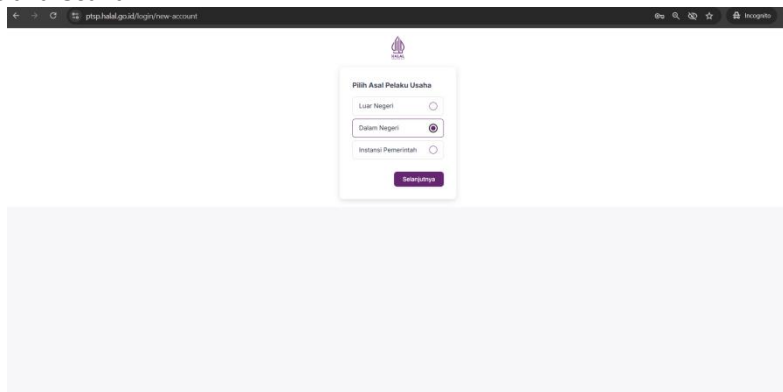 ptsp.halal.go.id/login/new-account
Incognito
HALAL
Pilih Asal Pelaku Usaha
Luar Negeri
Dalam Negeri
Instansi Pemerintah
Selanjutnya